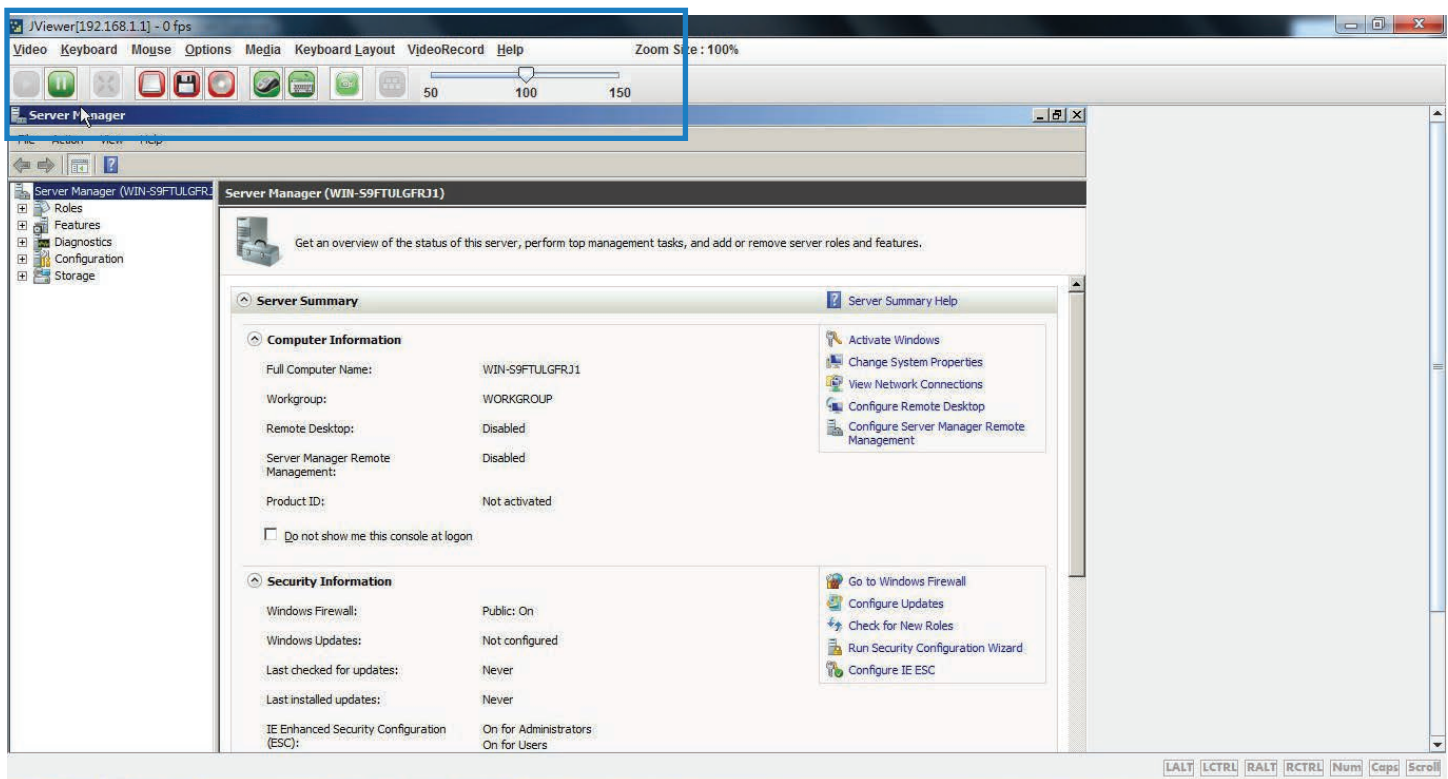 JViewer[192.168.1.1] - 0 fps
Video Keyboard Mouse Options Media Keyboard Layout VideoRecord Help Zoom Size : 100%
50 100 150
Server Manager
File Action View Help
Server Manager (WIN-S9FTULGFRJ
Roles
Features
Diagnostics
Configuration
Storage
Server Manager (WIN-S9FTULGFRJ1)
Get an overview of the status of this server, perform top management tasks, and add or remove server roles and features.
Server Summary
Server Summary Help
Computer Information
Full Computer Name: WIN-S9FTULGFRJ1
Workgroup: WORKGROUP
Remote Desktop: Disabled
Server Manager Remote
Management:
Disabled
Product ID: Not activated
Do not show me this console at logon
Activate Windows
Change System Properties
View Network Connections
Configure Remote Desktop
Configure Server Manager Remote
Management
Security Information
Windows Firewall: Public: On
Windows Updates: Not configured
Last checked for updates: Never
Last installed updates: Never
IE Enhanced Security Configuration
(ESC):
On for Administrators
On for Users
Go to Windows Firewall
Configure Updates
Check for New Roles
Run Security Configuration Wizard
Configure IE ESC
LALT LCTRL RALT RCTRL Num Caps Scroll